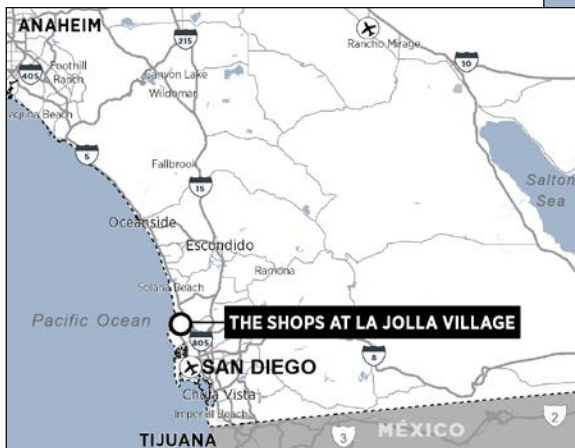 ANAHEIM
215
Rancho Mirage
10
405
Foothill
Ranch
Canyon Lake
Wildomar
Laguna Beach
5
Fallbrook
15
Salton
Sea
Oceanside
Escondido
Ramona
Solana Beach
Pacific Ocean
THE SHOPS AT LA JOLLA VILLAGE
805
8
SAN DIEGO
Chula Vista
Imperial Beach
TIJUANA
3
MÉXICO
2